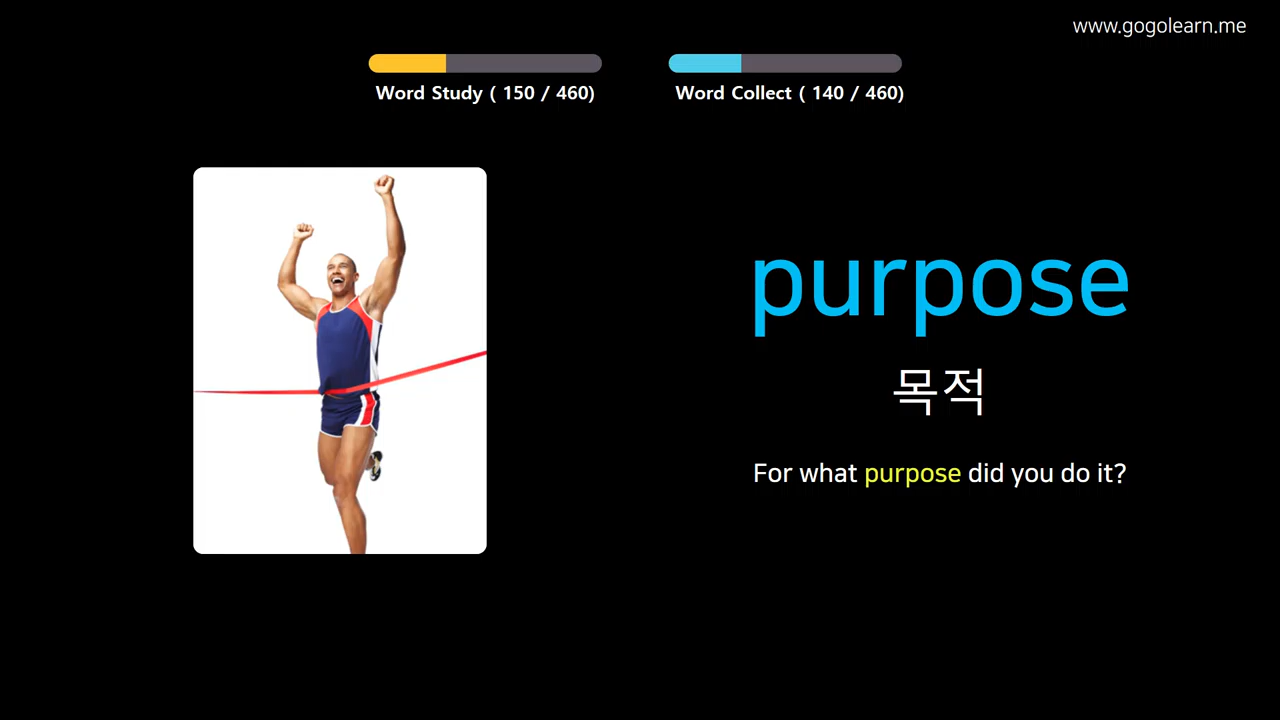 www.gogolearn.me
Word Study ( 150 / 460)
Word Collect ( 140 / 460)
purpose
목적
For what purpose did you do it?